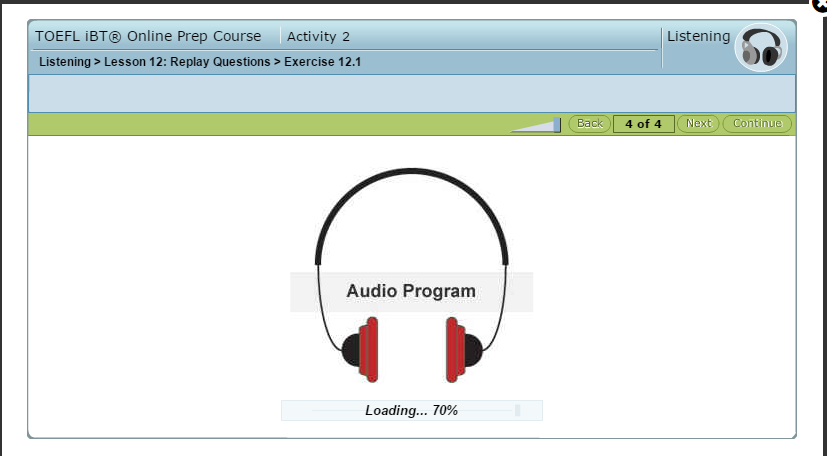 TOEFL iBT® Online Prep Course Activity 2 Listening
Listening > Lesson 12: Replay Questions > Exercise 12.1
Back 4 of 4 Next Continue
Audio Program
Loading... 70%